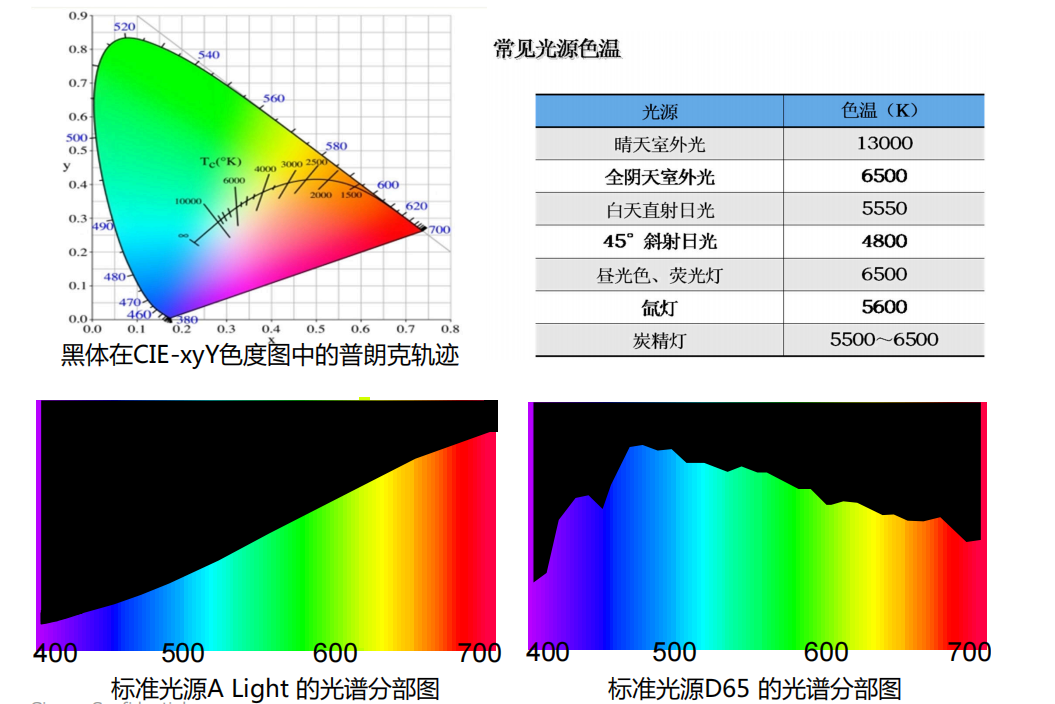 0.9
0.8
0.7
0.6
0.5
y
0.4
0.3
0.2
0.1
0.0
0.0 0.1 0.2 0.3 0.4 0.5 0.6 0.7 0.8
x
520
540
560
580
600
620
700
500
490
480
470
460
380
Tc(°K)
∞ 10000 6000 4000 3000 2500 2000 1500
黑体在CIE-xyY色度图中的普朗克轨迹
常见光源色温
光源 色温（K）
晴天室外光 13000
全阴天室外光 6500
白天直射日光 5550
45°斜射日光 4800
昼光色、荧光灯 6500
氙灯 5600
炭精灯 5500～6500
400 500 600 700
标准光源A Light 的光谱分部图
400 500 600 700
标准光源D65 的光谱分部图